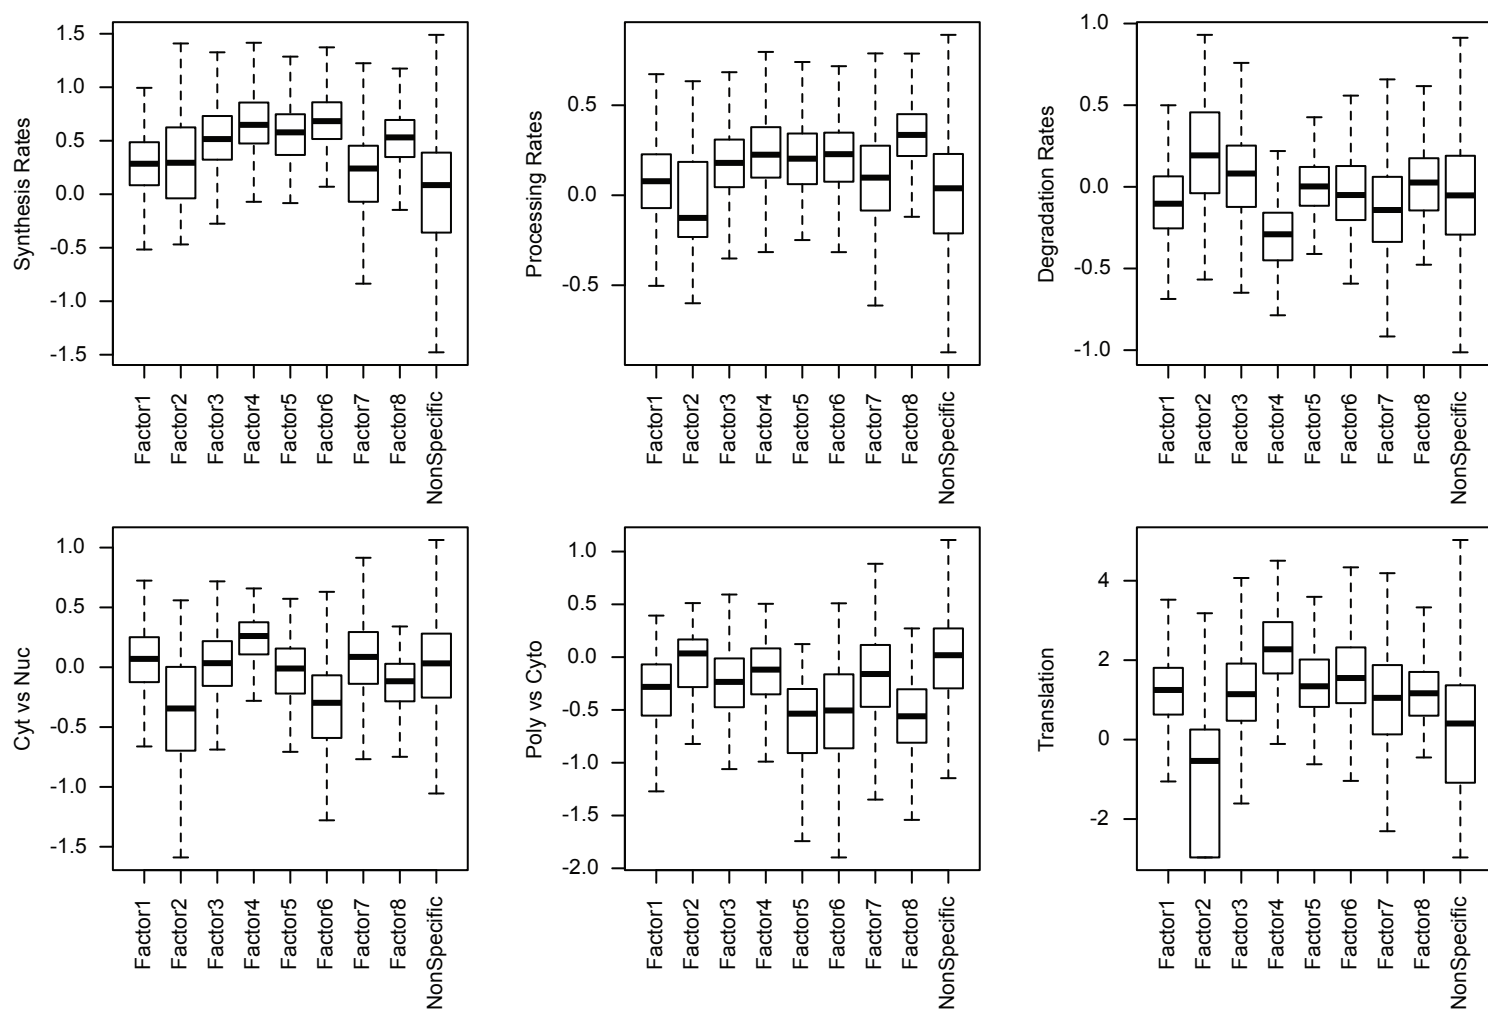 Synthesis Rates
1.5
1.0
0.5
0.0
-0.5
-1.0
-1.5
Factor1
Factor2
Factor3
Factor4
Factor5
Factor6
Factor7
Factor8
NonSpecific
Processing Rates
0.5
0.0
-0.5
Factor1
Factor2
Factor3
Factor4
Factor5
Factor6
Factor7
Factor8
NonSpecific
Degradation Rates
1.0
0.5
0.0
-0.5
-1.0
Factor1
Factor2
Factor3
Factor4
Factor5
Factor6
Factor7
Factor8
NonSpecific
Cyt vs Nuc
1.0
0.5
0.0
-0.5
-1.0
-1.5
Factor1
Factor2
Factor3
Factor4
Factor5
Factor6
Factor7
Factor8
NonSpecific
Poly vs Cyto
1.0
0.5
0.0
-0.5
-1.0
-1.5
-2.0
Factor1
Factor2
Factor3
Factor4
Factor5
Factor6
Factor7
Factor8
NonSpecific
Translation
4
2
0
-2
Factor1
Factor2
Factor3
Factor4
Factor5
Factor6
Factor7
Factor8
NonSpecific